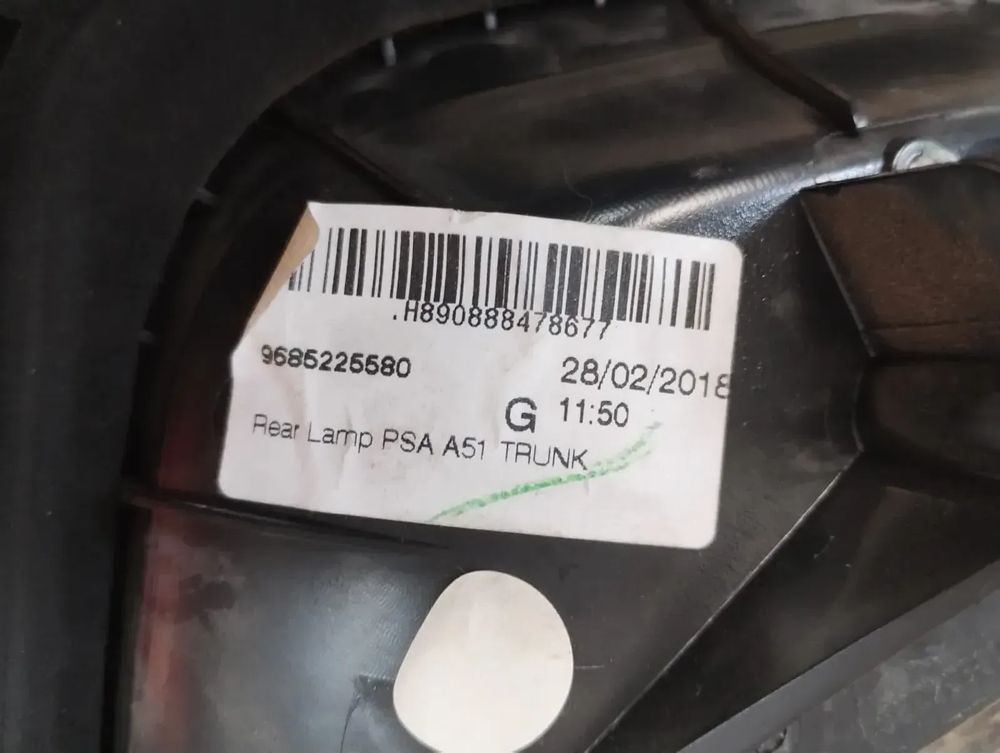 .H890888478677
9685225580
28/02/2018
G 11:50
Rear Lamp PSA A51 TRUNK